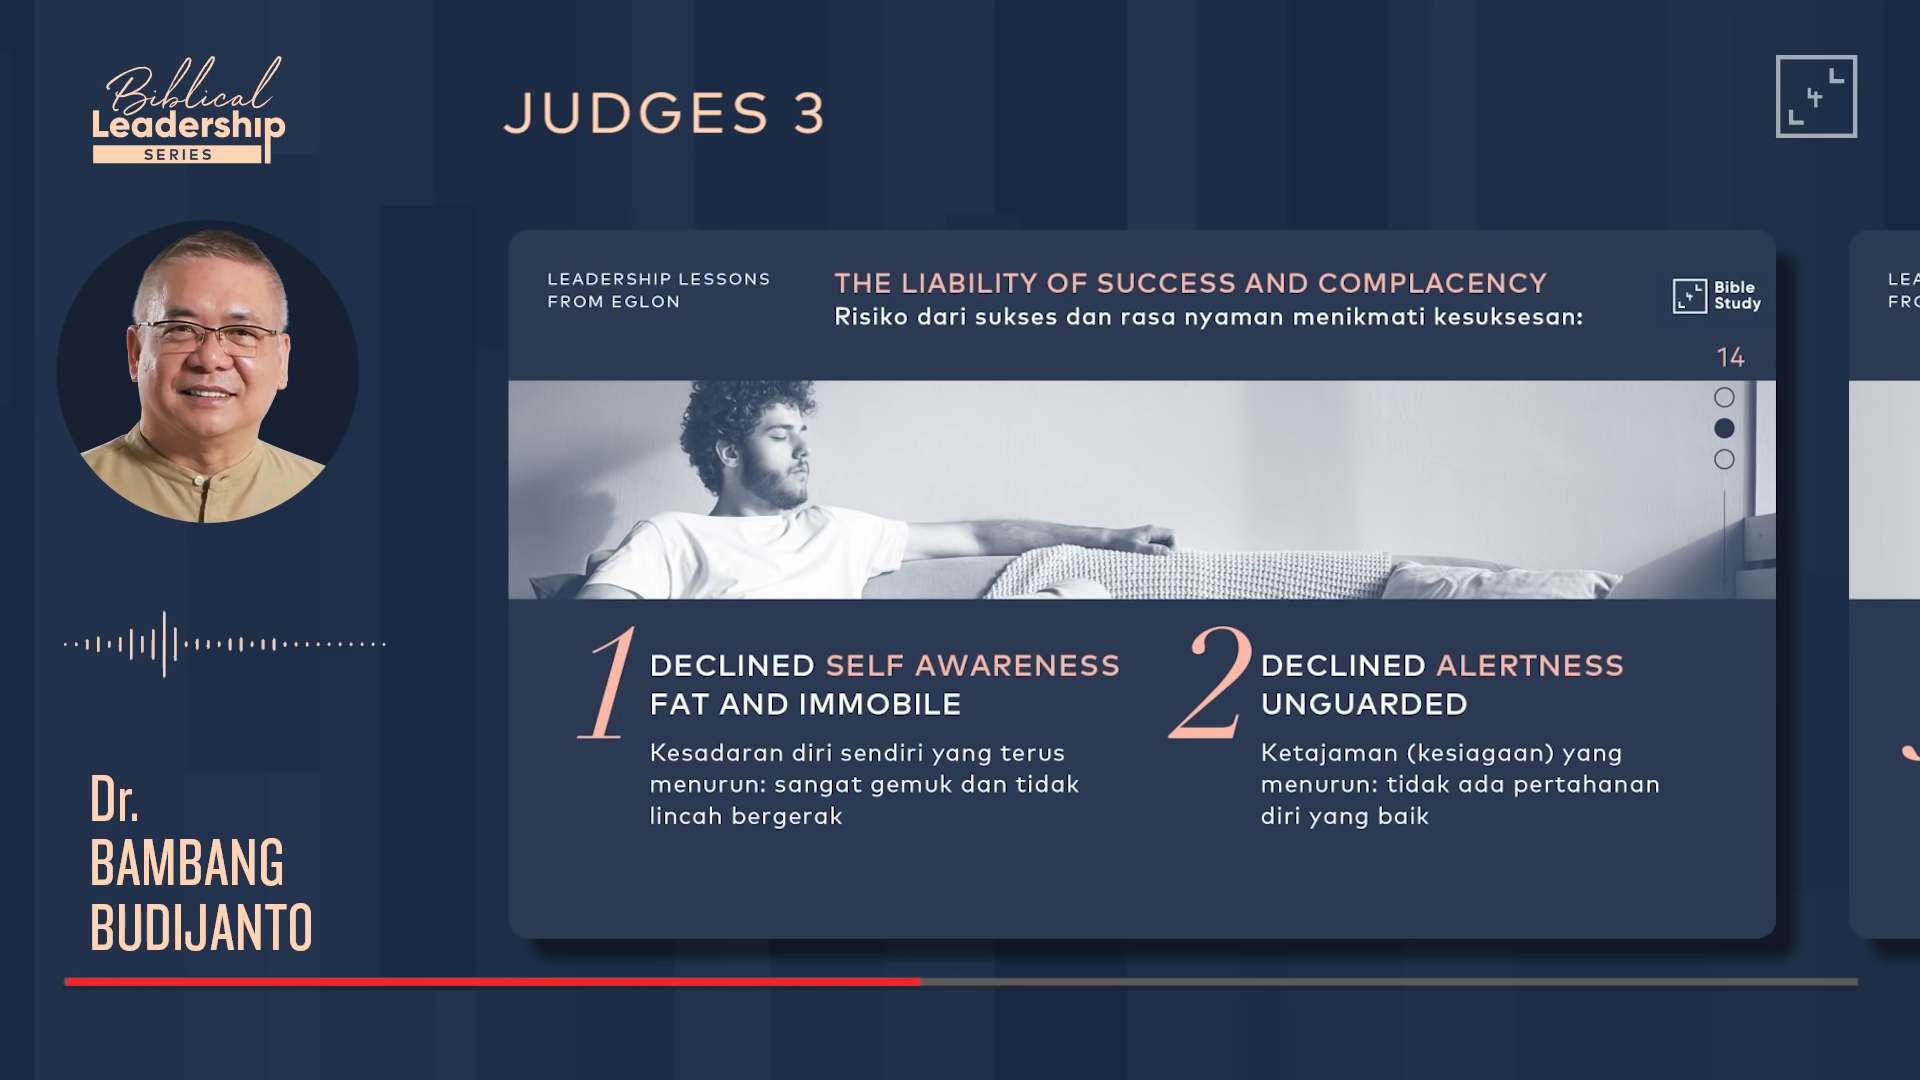 Biblical
Leadership
SERIES
JUDGES 3
LEADERSHIP LESSONS
FROM EGLON
THE LIABILITY OF SUCCESS AND COMPLACENCY
Risiko dari sukses dan rasa nyaman menikmati kesuksesan:
Bible
Study
14
1
DECLINED SELF AWARENESS
FAT AND IMMOBILE
Kesadaran diri sendiri yang terus
menurun: sangat gemuk dan tidak
lincah bergerak
2
DECLINED ALERTNESS
UNGUARDED
Ketajaman (kesiagaan) yang
menurun: tidak ada pertahanan
diri yang baik
Dr.
BAMBANG
BUDIJANTO